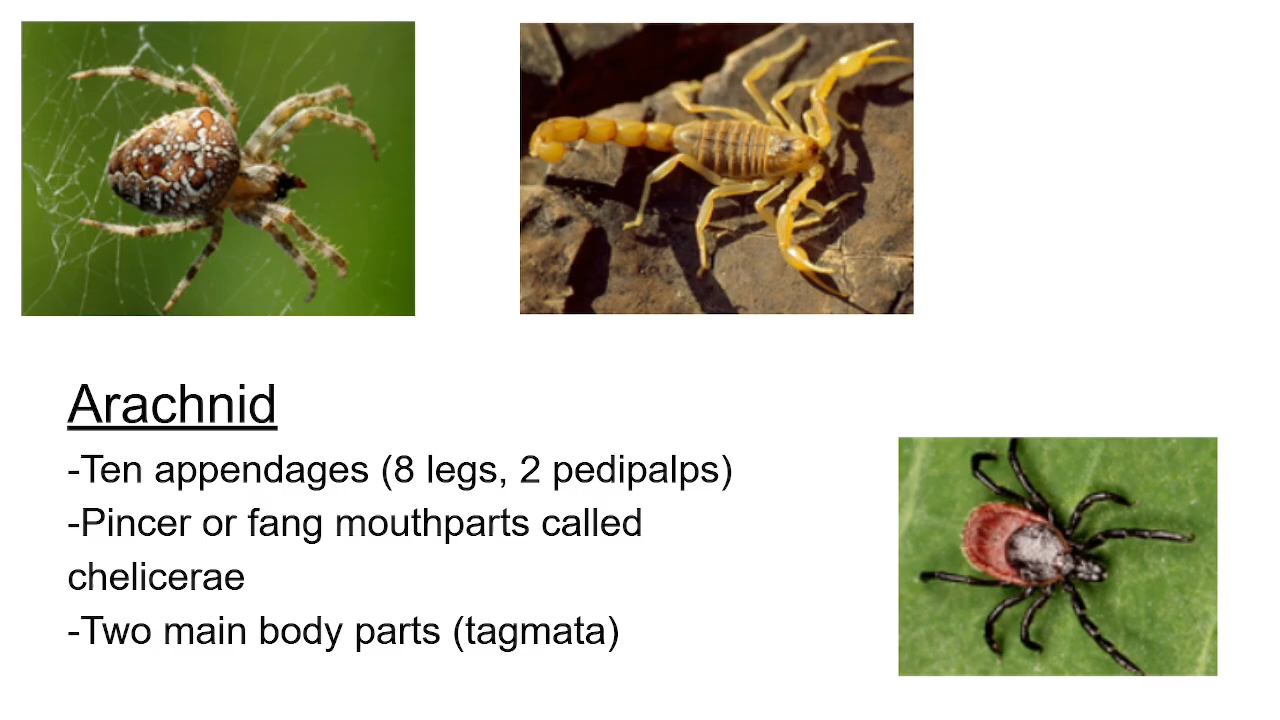 Arachnid
-Ten appendages (8 legs, 2 pedipalps)
-Pincer or fang mouthparts called
chelicerae
-Two main body parts (tagmata)